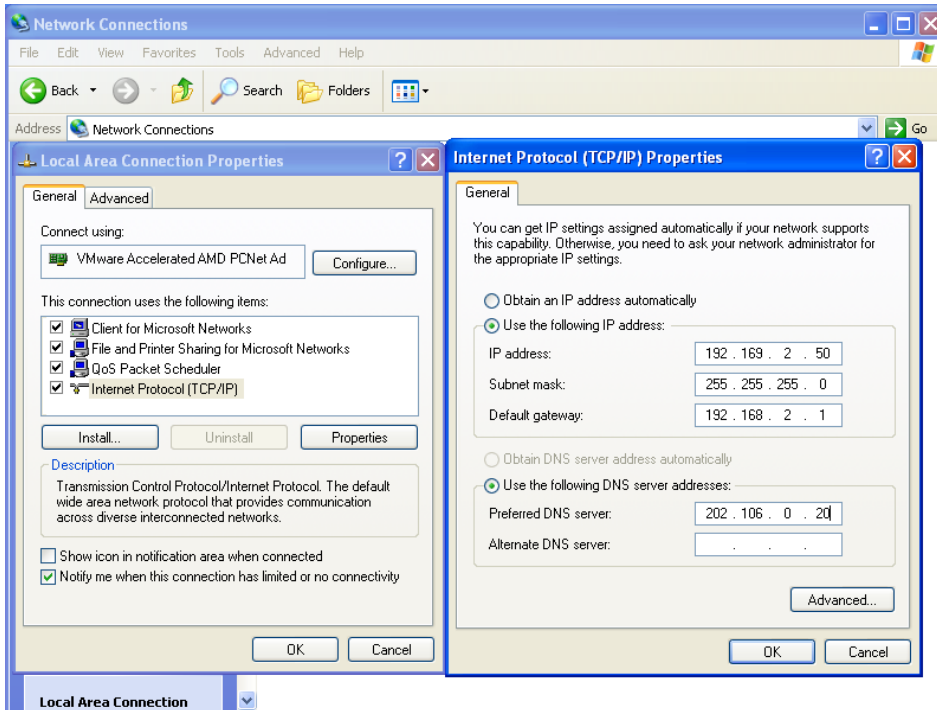 Network Connections
File Edit View Favorites Tools Advanced Help
Back Search Folders
Address Network Connections Go
Local Area Connection Properties
General Advanced
Connect using:
VMware Accelerated AMD PCNet Ad Configure...
This connection uses the following items:
Client for Microsoft Networks
File and Printer Sharing for Microsoft Networks
QoS Packet Scheduler
Internet Protocol (TCP/IP)
Install... Uninstall Properties
Description
Transmission Control Protocol/Internet Protocol. The default
wide area network protocol that provides communication
across diverse interconnected networks.
Show icon in notification area when connected
Notify me when this connection has limited or no connectivity
OK Cancel
Internet Protocol (TCP/IP) Properties
General
You can get IP settings assigned automatically if your network supports
this capability. Otherwise, you need to ask your network administrator for
the appropriate IP settings.
Obtain an IP address automatically
Use the following IP address:
IP address: 192 . 169 . 2 . 50
Subnet mask: 255 . 255 . 255 . 0
Default gateway: 192 . 168 . 2 . 1
Obtain DNS server address automatically
Use the following DNS server addresses:
Preferred DNS server: 202 . 106 . 0 . 20
Alternate DNS server: . . .
Advanced...
OK Cancel
Local Area Connection